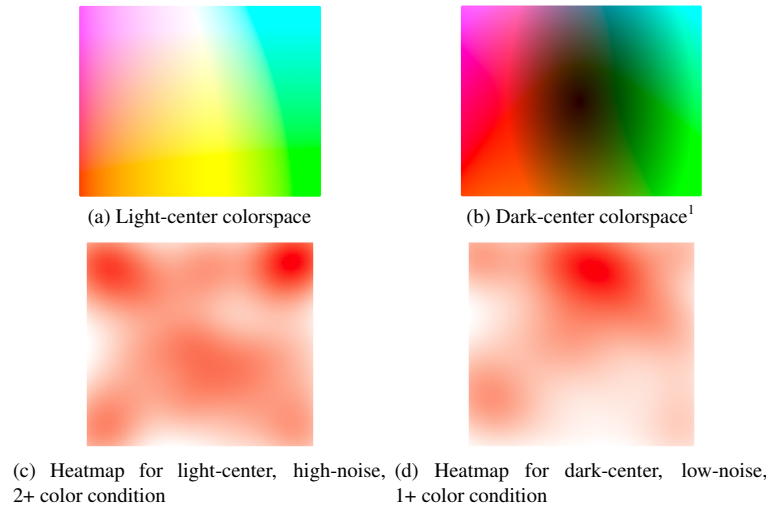 (a) Light-center colorspace
(b) Dark-center colorspace1
(c) Heatmap for light-center, high-noise,
2+ color condition
(d) Heatmap for dark-center, low-noise,
1+ color condition